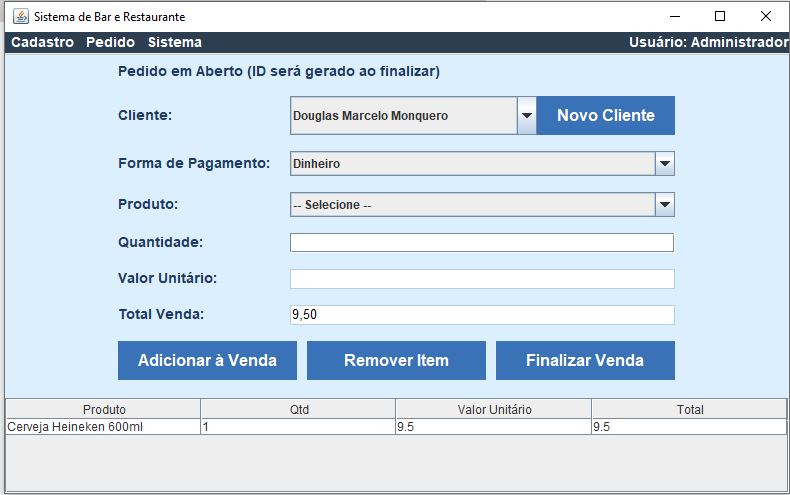 Sistema de Bar e Restaurante
Cadastro Pedido Sistema Usuário: Administrador
Pedido em Aberto (ID será gerado ao finalizar)
Cliente: Douglas Marcelo Monquero Novo Cliente
Forma de Pagamento: Dinheiro
Produto: -- Selecione --
Quantidade:
Valor Unitário:
Total Venda: 9,50
Adicionar à Venda Remover Item Finalizar Venda
Produto Qtd Valor Unitário Total
Cerveja Heineken 600ml 1 9.5 9.5